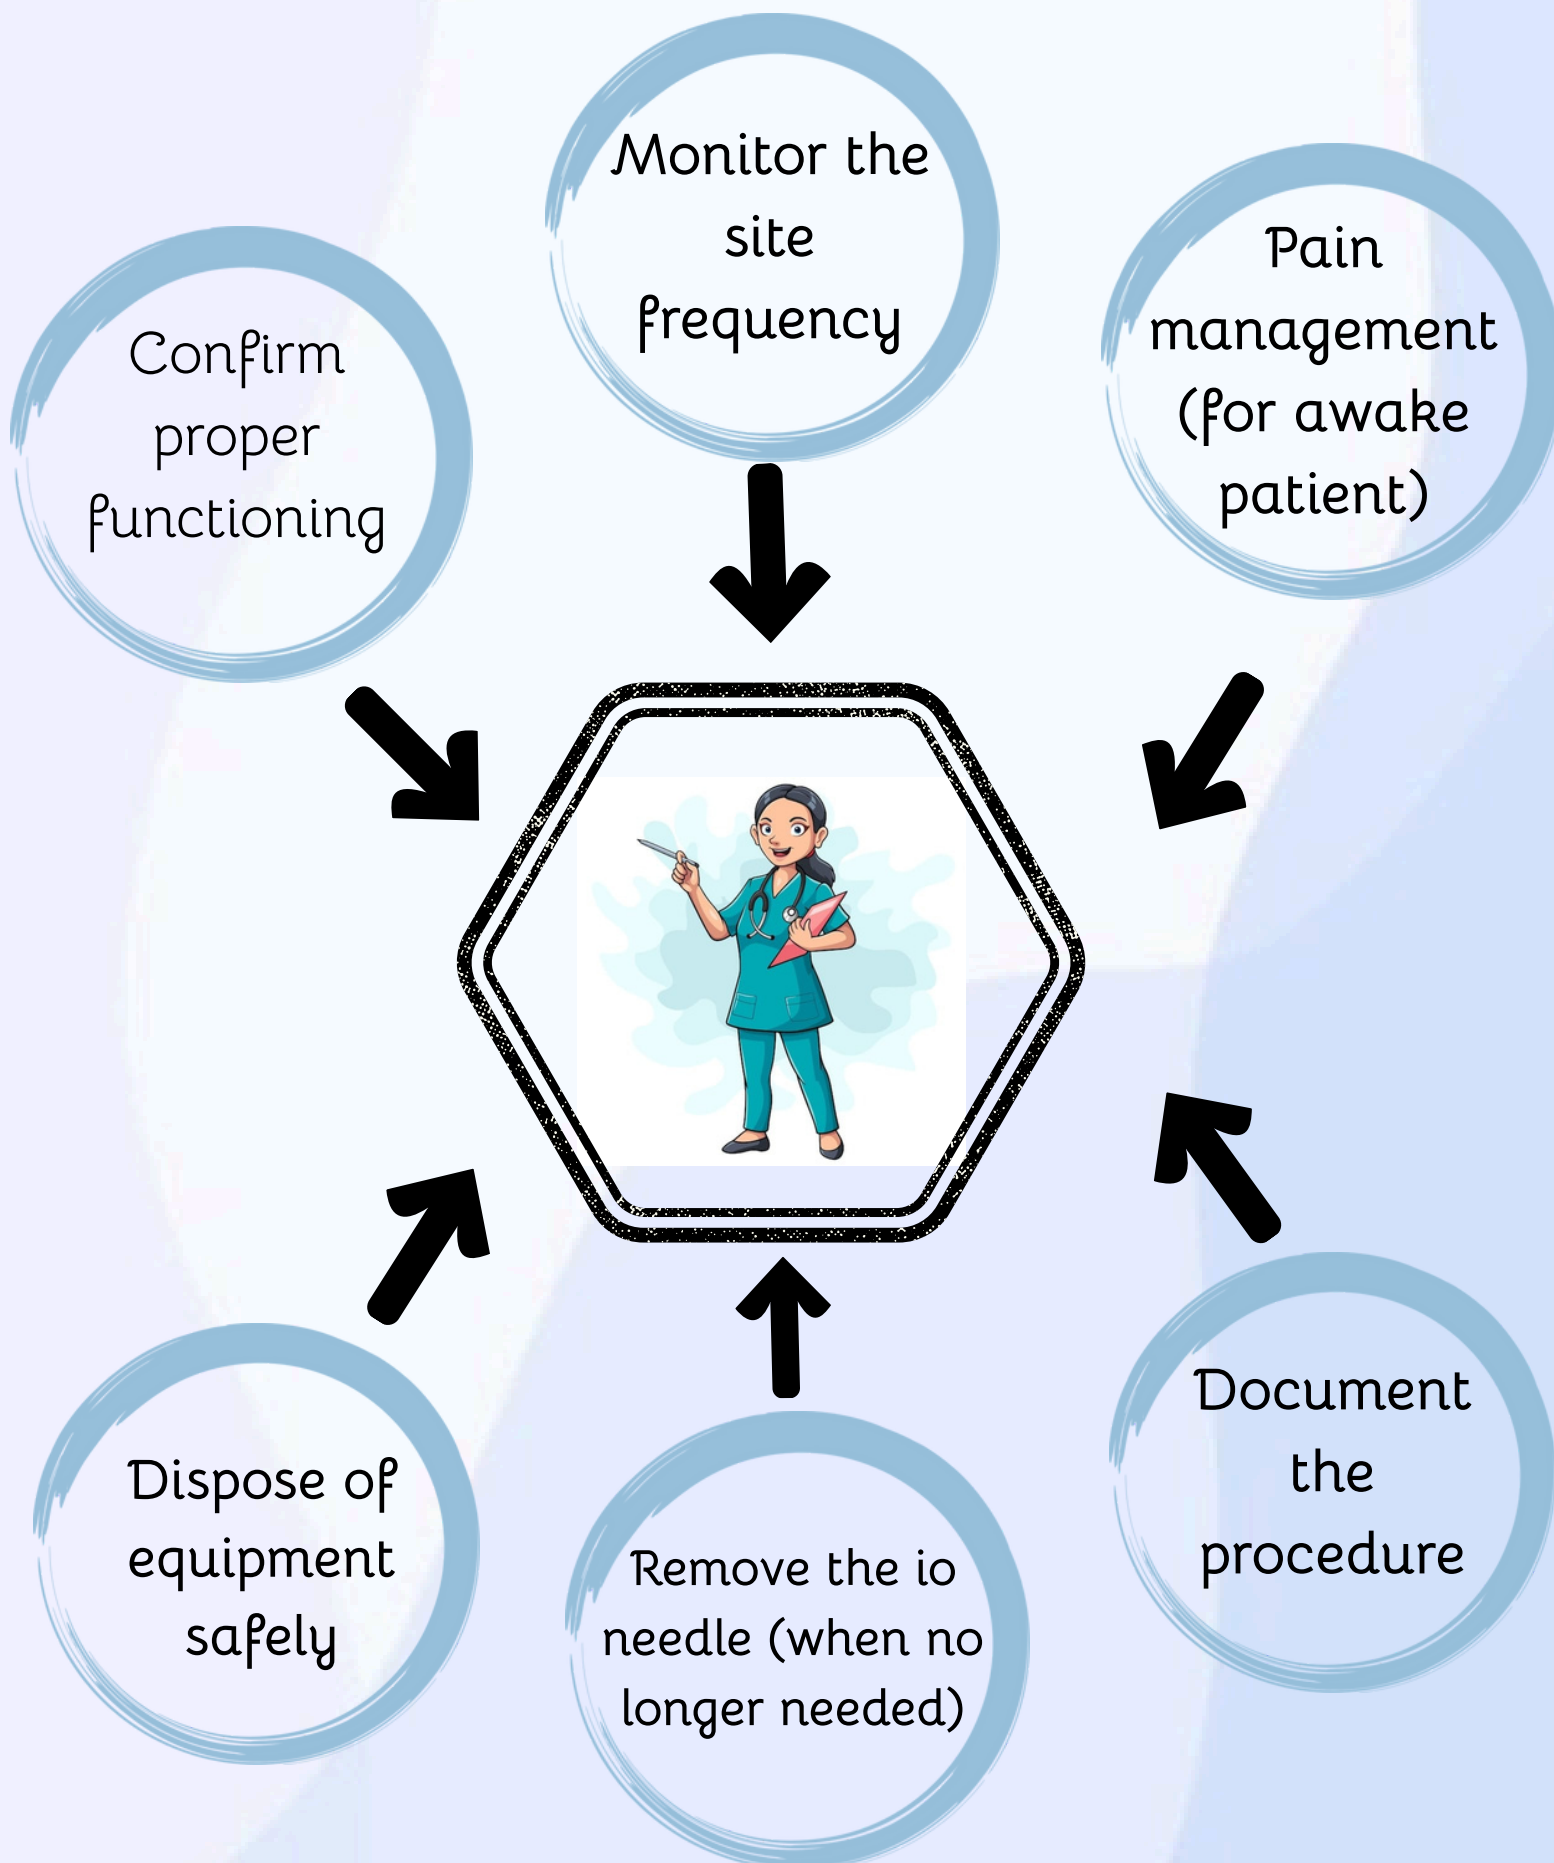 Confirm
proper
functioning
Monitor the
site
frequency
Pain
management
(for awake
patient)
Dispose of
equipment
safely
Remove the io
needle (when no
longer needed)
Document
the
procedure